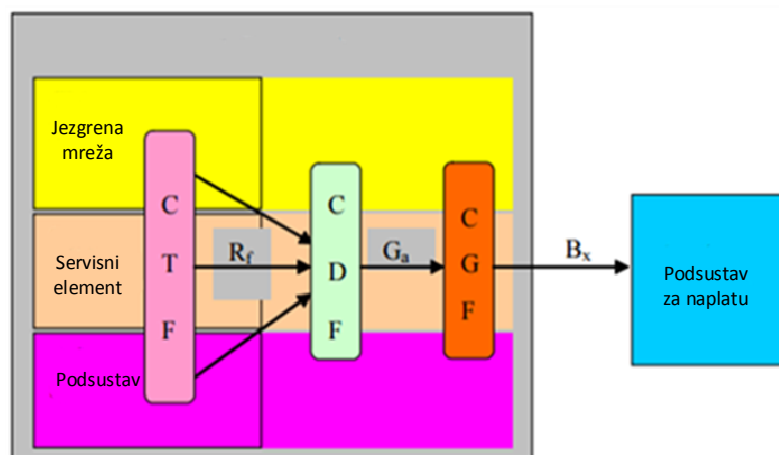 Jezgrena
mreža
Servisni
element
Podsustav
C
T
F
Rf
C
D
F
Ga
C
G
F
Bx
Podsustav
za naplatu